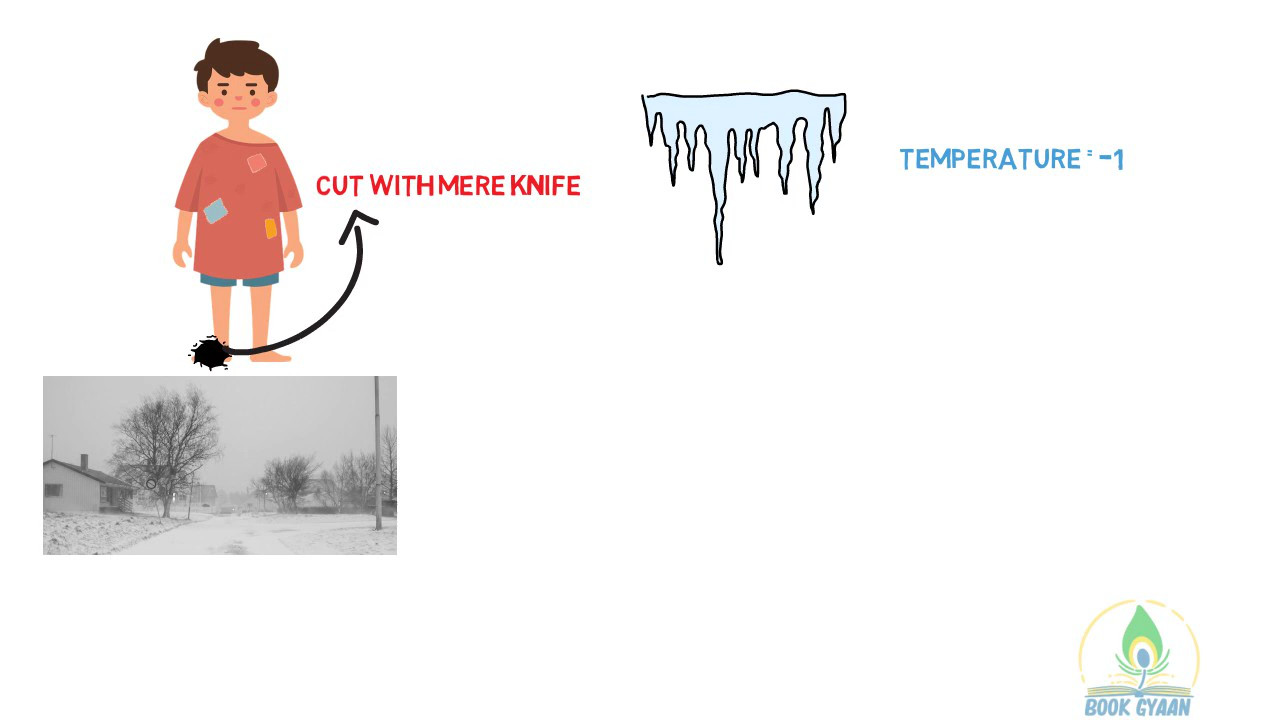 CUT WITH MERE KNIFE
TEMPERATURE = -1
BOOK GYAAN